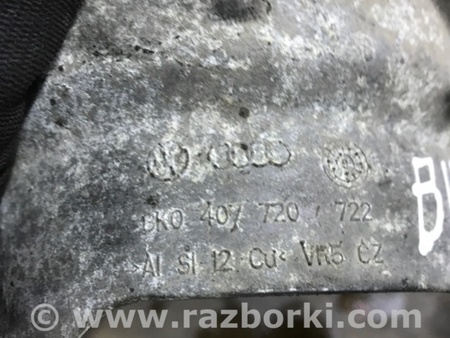 1K0 407 720 / 722
>Al Si-12 Cu< VR5 CZ
© www.razborki.com